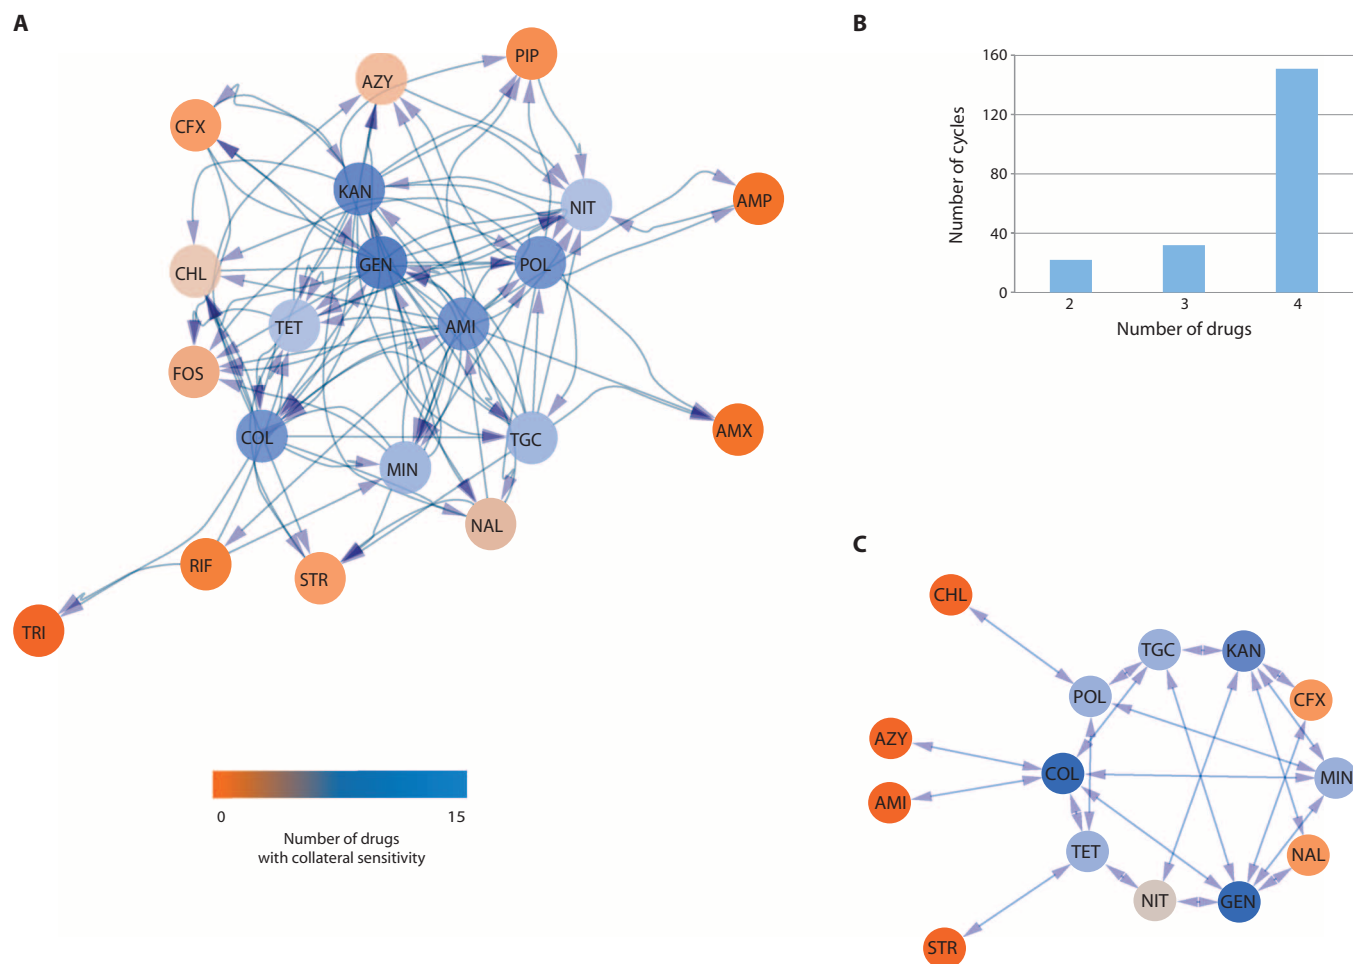 A
PIP
AZY
CFX
KAN
NIT
AMP
GEN
POL
CHL
TET
AMI
FOS
COL
TGC
AMX
MIN
NAL
RIF
STR
TRI
0
15
Number of drugs
with collateral sensitivity
B
Number of cycles
160
120
80
40
0
2
3
4
Number of drugs
C
CHL
TGC
KAN
POL
CFX
AZY
COL
MIN
AMI
TET
NAL
NIT
GEN
STR